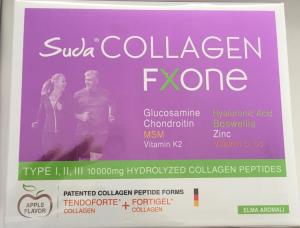 Suda® COLLAGEN
FXone
Glucosamine
Chondroitin
MSM
Vitamin K2
Hyaluronic Acid
Boswellia
Zinc
TYPE I, II, III 10000mg HYDROLYZED COLLAGEN PEPTIDES
APPLE
FLAVOR
PATENTED COLLAGEN PEPTIDE FORMS
TENDOFORTE® + FORTIGEL®
COLLAGEN COLLAGEN
ELMA AROMALI